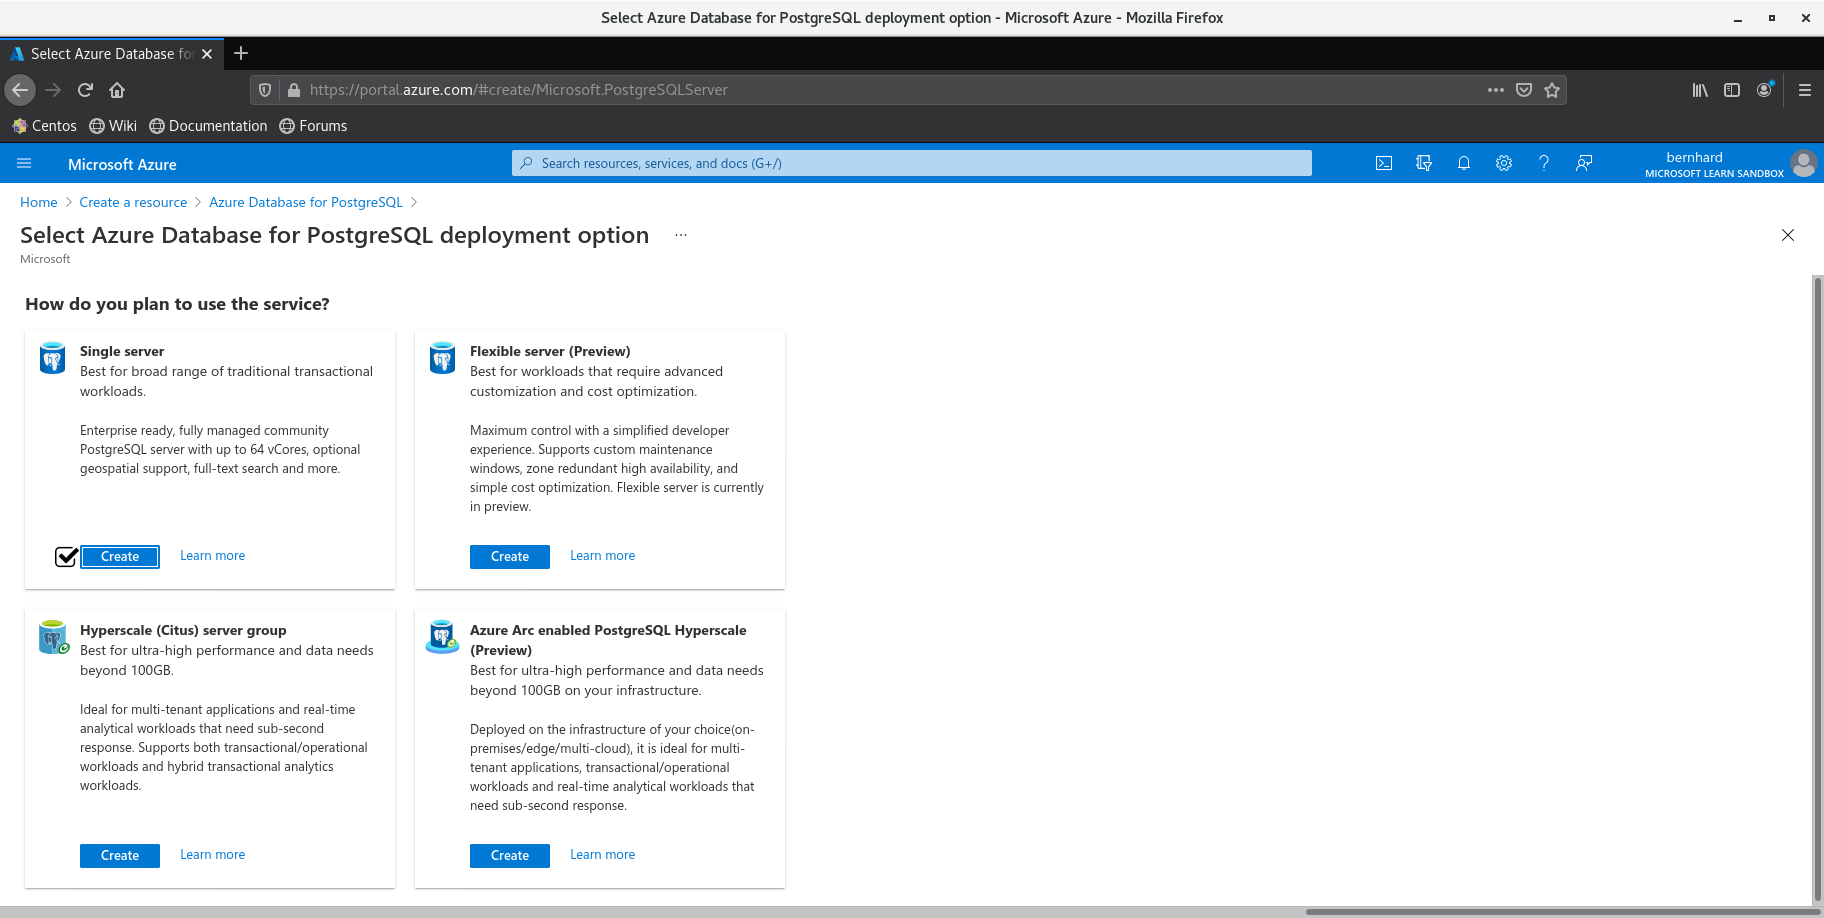 Select Azure Database for PostgreSQL deployment option - Microsoft Azure - Mozilla Firefox
Select Azure Database fo
https://portal.azure.com/#create/Microsoft.PostgreSQLServer
Centos Wiki Documentation Forums
Microsoft Azure
Search resources, services, and docs (G+/)
bernhard
MICROSOFT LEARN SANDBOX
Home > Create a resource > Azure Database for PostgreSQL >
Select Azure Database for PostgreSQL deployment option ...
Microsoft
How do you plan to use the service?
Single server
Best for broad range of traditional transactional
workloads.
Enterprise ready, fully managed community
PostgreSQL server with up to 64 vCores, optional
geospatial support, full-text search and more.
Create Learn more
Flexible server (Preview)
Best for workloads that require advanced
customization and cost optimization.
Maximum control with a simplified developer
experience. Supports custom maintenance
windows, zone redundant high availability, and
simple cost optimization. Flexible server is currently
in preview.
Create Learn more
Hyperscale (Citus) server group
Best for ultra-high performance and data needs
beyond 100GB.
Ideal for multi-tenant applications and real-time
analytical workloads that need sub-second
response. Supports both transactional/operational
workloads and hybrid transactional analytics
workloads.
Create Learn more
Azure Arc enabled PostgreSQL Hyperscale
(Preview)
Best for ultra-high performance and data needs
beyond 100GB on your infrastructure.
Deployed on the infrastructure of your choice(on-
premises/edge/multi-cloud), it is ideal for multi-
tenant applications, transactional/operational
workloads and real-time analytical workloads that
need sub-second response.
Create Learn more